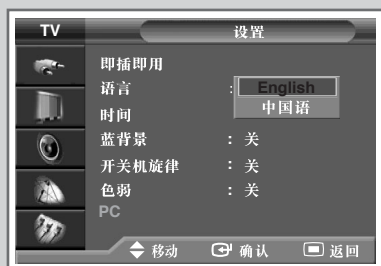 TV 设置
即插即用
语言 : English
中国语
时间
蓝背景 : 关
开关机旋律 : 关
色弱 : 关
PC
移动 确认 返回